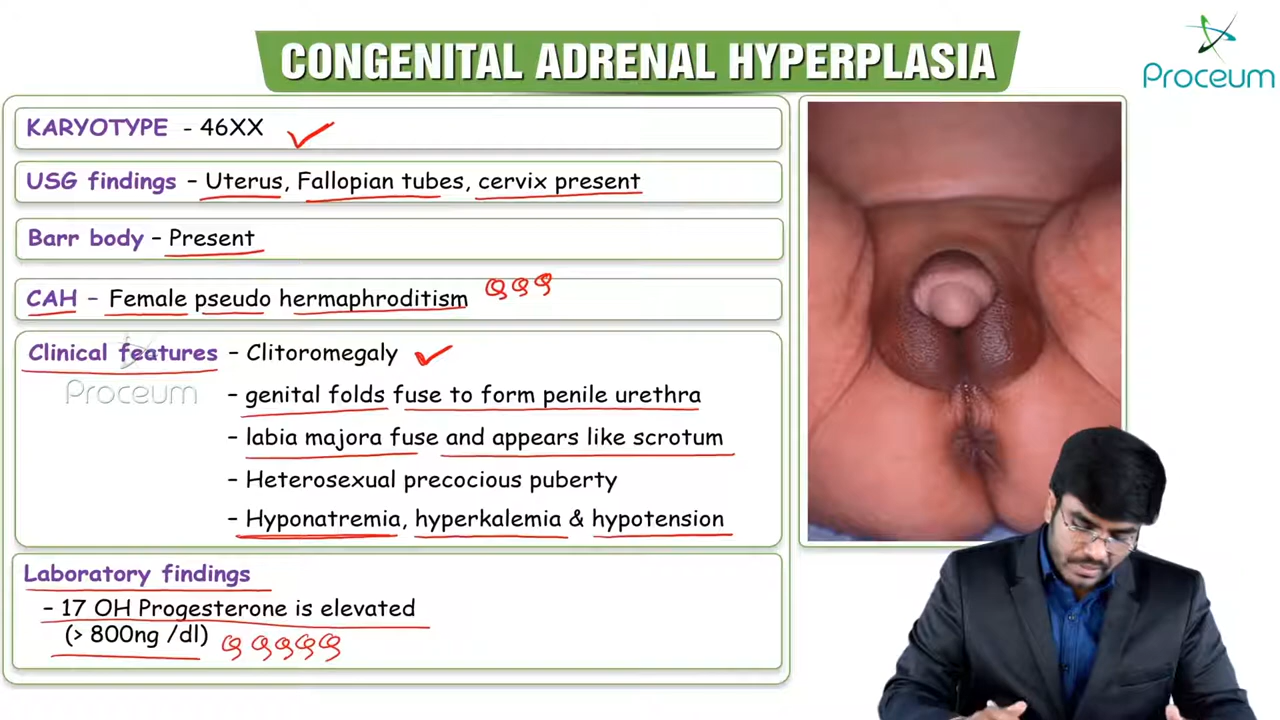 CONGENITAL ADRENAL HYPERPLASIA
Proceum
KARYOTYPE - 46XX
USG findings – Uterus, Fallopian tubes, cervix present
Barr body – Present
CAH – Female pseudo hermaphroditism
Clinical features – Clitoromegaly
Proceum
– genital folds fuse to form penile urethra
– labia majora fuse and appears like scrotum
– Heterosexual precocious puberty
– Hyponatremia, hyperkalemia & hypotension
Laboratory findings
– 17 OH Progesterone is elevated
(> 800ng /dl)